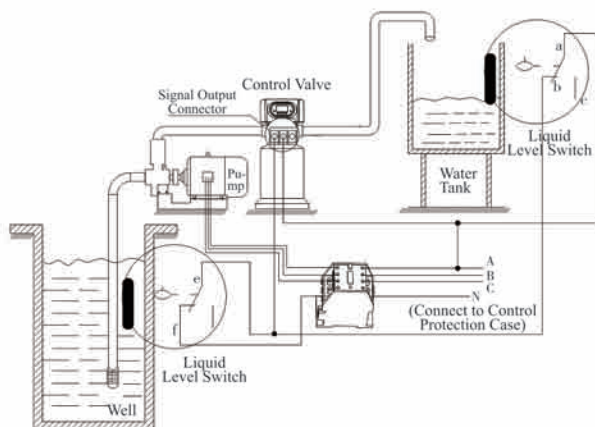 Control Valve
Signal Output
Connector
a
b
c
Liquid
Level Switch
Pu-
mp
Water
Tank
A
B
C
N
(Connect to Control
Protection Case)
e
f
Liquid
Level Switch
Well